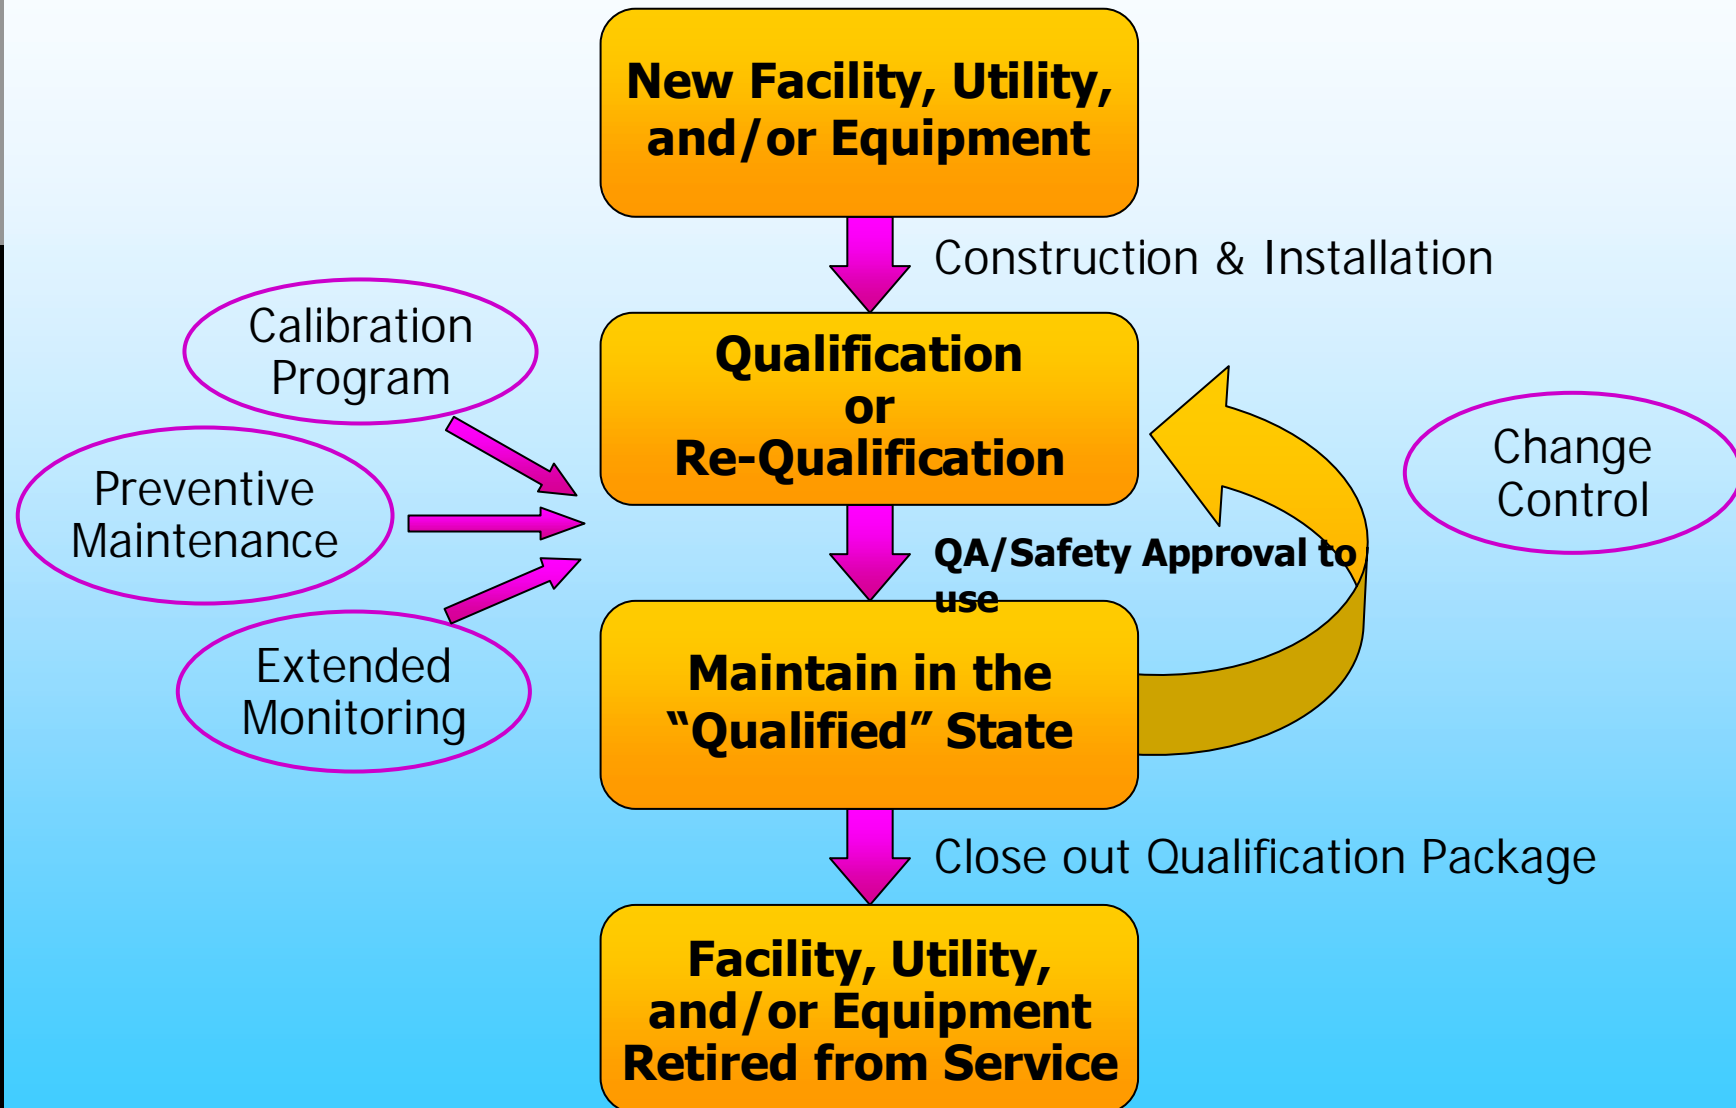 New Facility, Utility,
and/or Equipment
Construction & Installation
Calibration
Program
Qualification
or
Re-Qualification
Change
Control
Preventive
Maintenance
QA/Safety Approval to
use
Extended
Monitoring
Maintain in the
“Qualified” State
Close out Qualification Package
Facility, Utility,
and/or Equipment
Retired from Service